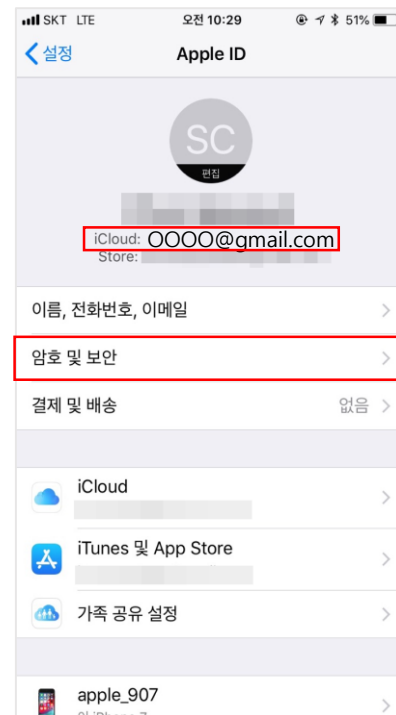 SKT LTE 오전 10:29 51%
설정 Apple ID
SC
편집
iCloud: OOOO@gmail.com
Store:
이름, 전화번호, 이메일
암호 및 보안
결제 및 배송 없음
iCloud
iTunes 및 App Store
가족 공유 설정
apple_907
iPhone 7